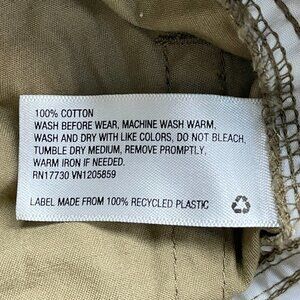 100% COTTON
WASH BEFORE WEAR, MACHINE WASH WARM,
WASH AND DRY WITH LIKE COLORS, DO NOT BLEACH,
TUMBLE DRY MEDIUM, REMOVE PROMPTLY,
WARM IRON IF NEEDED.
RN17730 VN1205859
LABEL MADE FROM 100% RECYCLED PLASTIC